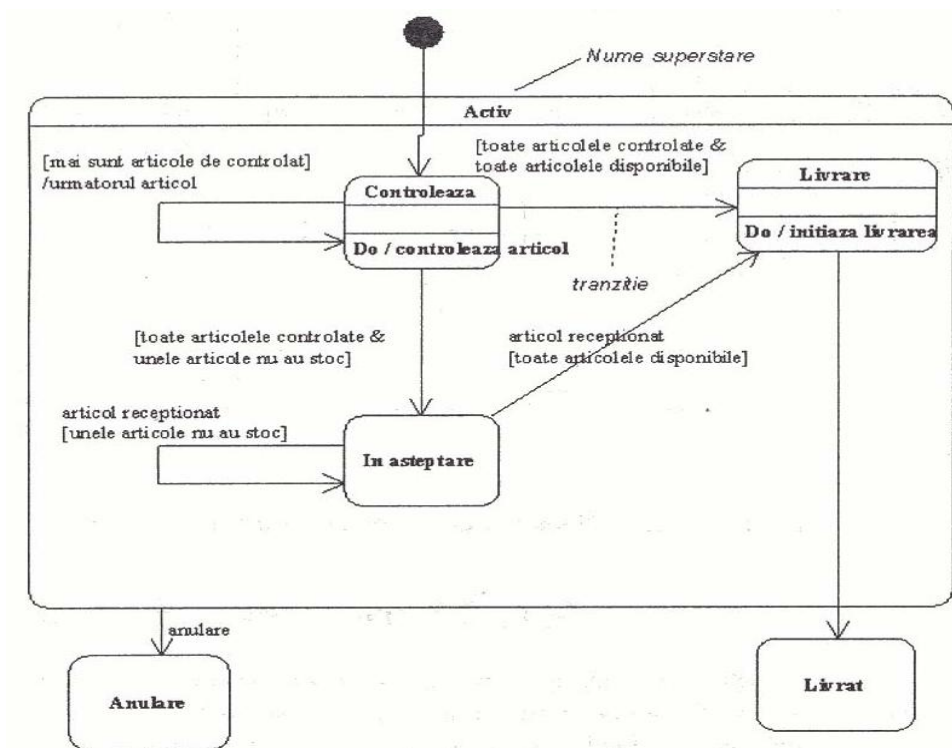 Nume superstare
Activ
[mai sunt articole de controlat]
/urmatorul articol
[toate articolele controlate &
toate articolele disponibile]
Controleaza
Do / controleaza articol
Livrare
Do / initiaza livrarea
tranzitie
[toate articolele controlate &
unele articole nu au stoc]
articol receptionat
[toate articolele disponibile]
articol receptionat
[unele articole nu au stoc]
In asteptare
anulare
Anulare
Livrat